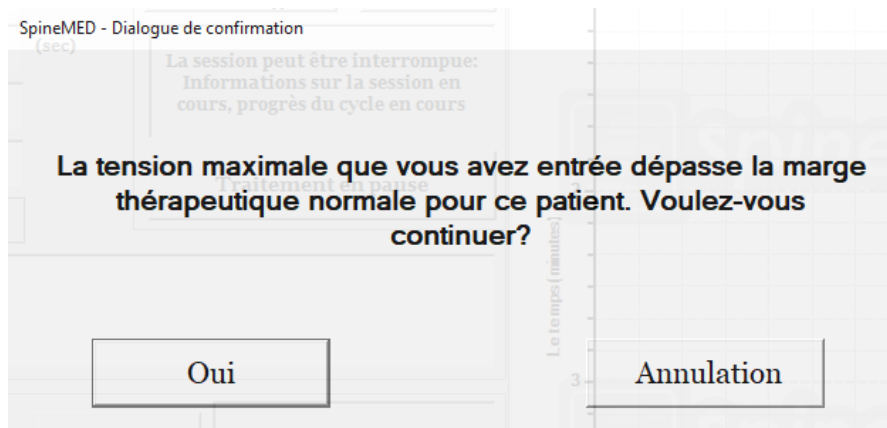 SpineMED - Dialogue de confirmation
(sec)
La session peut être interrompue:
Informations sur la session en
cours, progrès du cycle en cours
La tension maximale que vous avez entrée dépasse la marge
Traitement en pause
thérapeutique normale pour ce patient. Voulez-vous
continuer?
Le temps (minutes)
Oui
3
Annulation